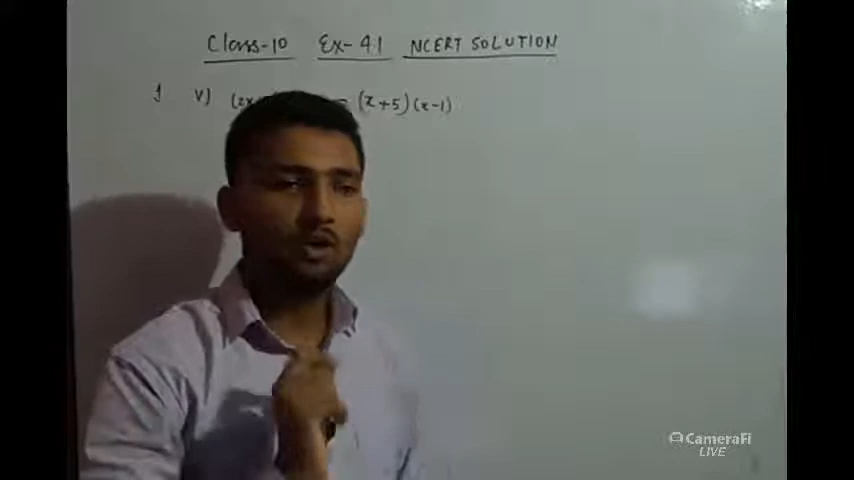 Class-10 Ex- 4.1 NCERT SOLUTION
1 v) (2x = (x+5)(x-1)
CameraFi
LIVE